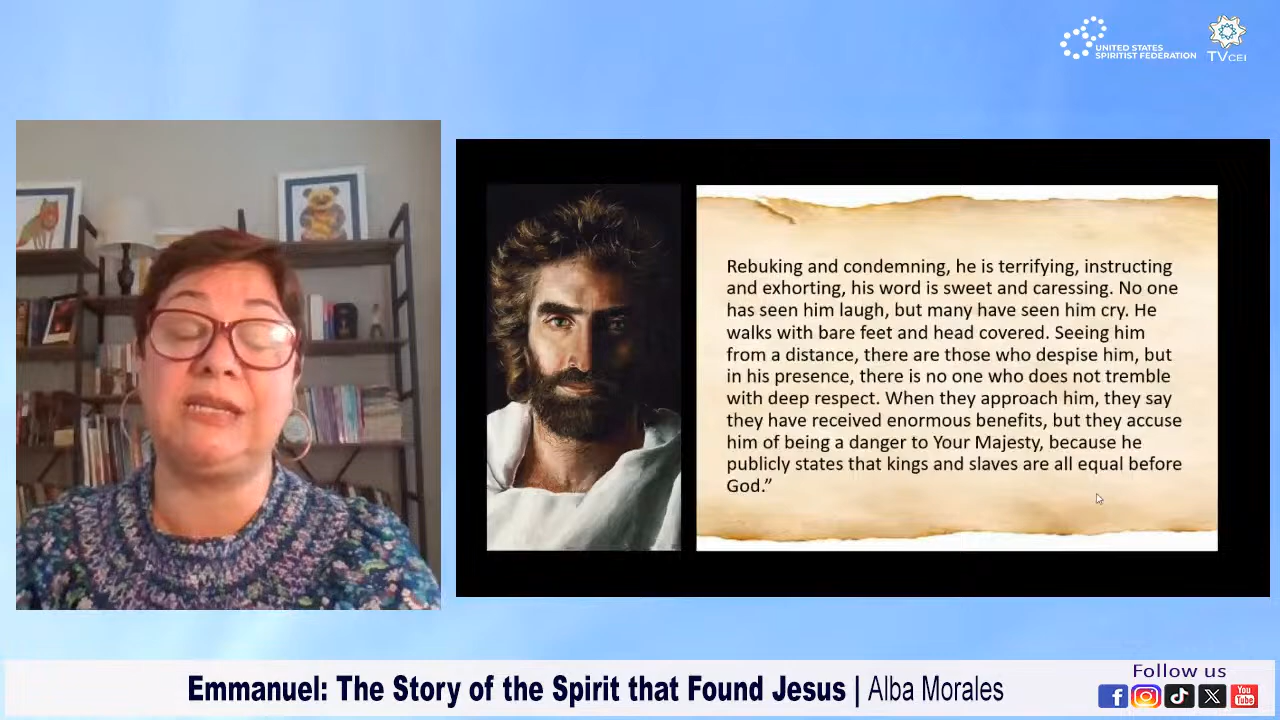 UNITED STATES
SPIRITIST FEDERATION
TVCEI
Rebuking and condemning, he is terrifying, instructing
and exhorting, his word is sweet and caressing. No one
has seen him laugh, but many have seen him cry. He
walks with bare feet and head covered. Seeing him
from a distance, there are those who despise him, but
in his presence, there is no one who does not tremble
with deep respect. When they approach him, they say
they have received enormous benefits, but they accuse
him of being a danger to Your Majesty, because he
publicly states that kings and slaves are all equal before
God.”
Emmanuel: The Story of the Spirit that Found Jesus | Alba Morales
Follow us
You
Tube